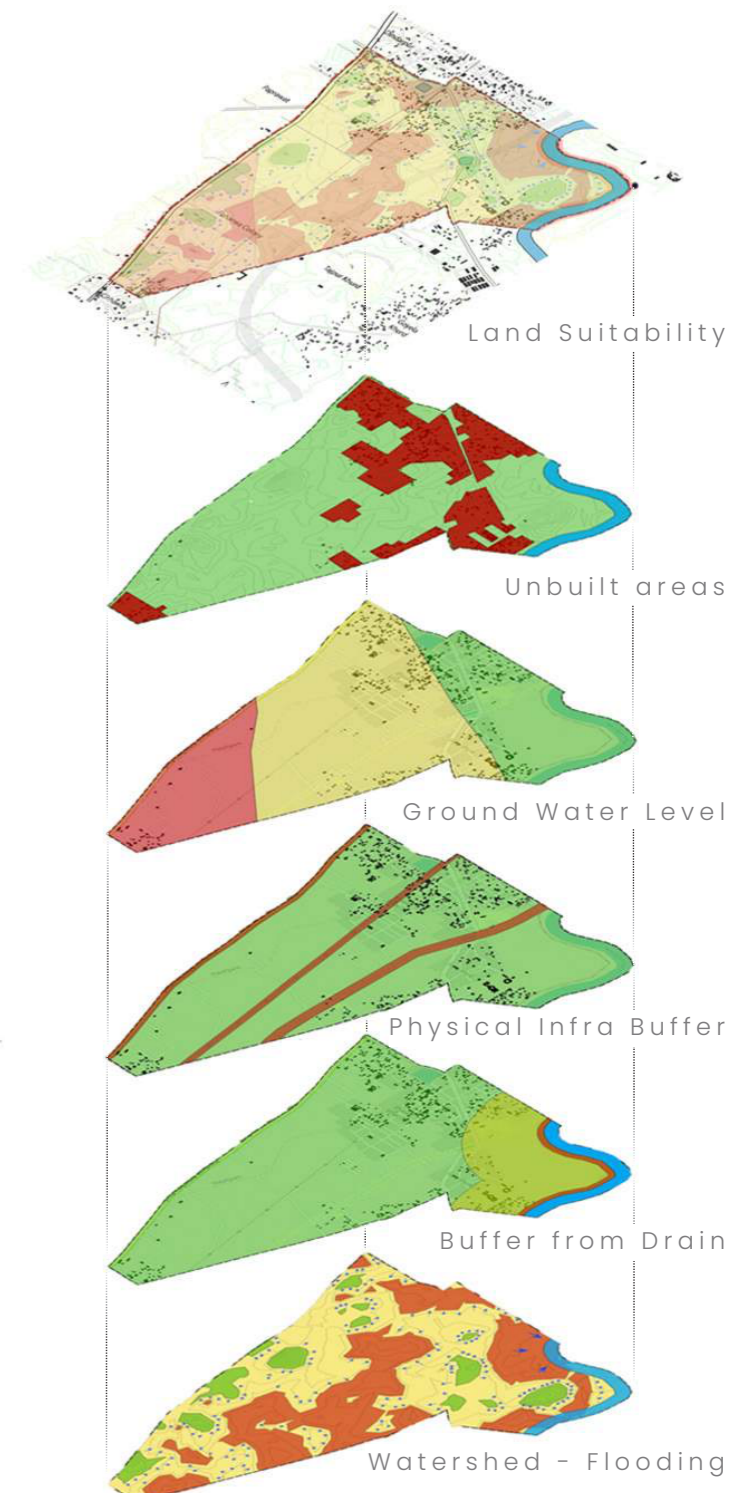 Land Suitability
Unbuilt areas
Ground Water Level
Physical Infra Buffer
Buffer from Drain
Watershed - Flooding